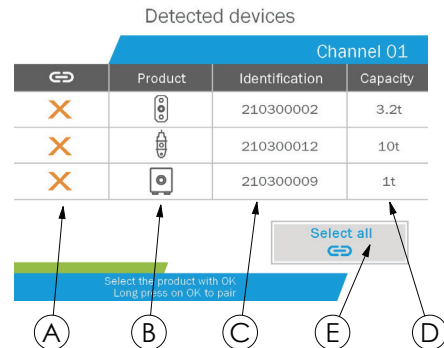 Detected devices
Channel 01
Product Identification Capacity
210300002 3.2t
210300012 10t
210300009 1t
Select all
Select the product with OK
Long press on OK to pair
A B C E D